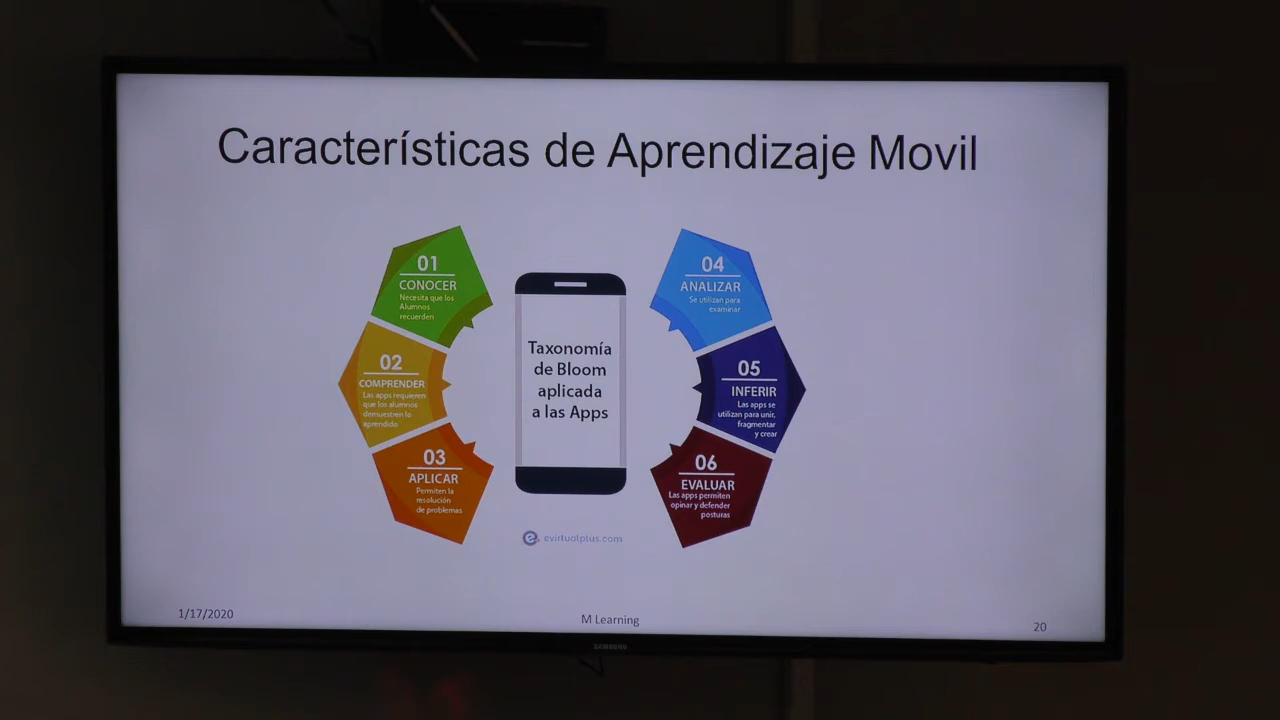 Características de Aprendizaje Movil
01
CONOCER
Necesita que los
Alumnos
recuerden
02
COMPRENDER
Las apps requieren
que los alumnos
demuestren lo
aprendido
03
APLICAR
Permiten la
resolución
de problemas
Taxonomía
de Bloom
aplicada
a las Apps
04
ANALIZAR
Se utilizan para
examinar
05
INFERIR
Las apps se
utilizan para unir,
fragmentar
y crear
06
EVALUAR
Las apps permiten
opinar y defender
posturas
evirtualplus.com
1/17/2020
M Learning
20
SAMSUNG